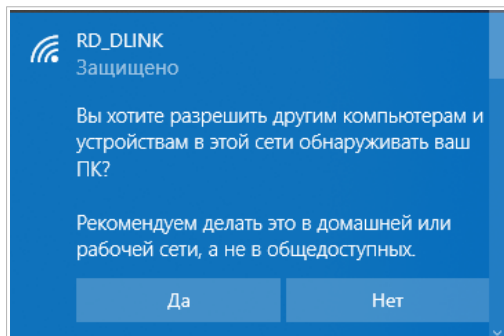 RD_DLINK
Защищено
Вы хотите разрешить другим компьютерам и
устройствам в этой сети обнаруживать ваш
ПК?
Рекомендуем делать это в домашней или
рабочей сети, а не в общедоступных.
Да
Нет